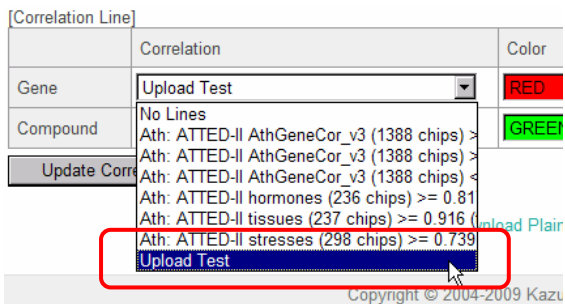 [Correlation Line]
Correlation Color
Gene Upload Test RED
No Lines
Compound Ath: ATTED-II AthGeneCor_v3 (1388 chips) > GREEN
Ath: ATTED-II AthGeneCor_v3 (1388 chips) >
Ath: ATTED-II AthGeneCor_v3 (1388 chips) <
Update Corre Ath: ATTED-II hormones (236 chips) >= 0.81
Ath: ATTED-II tissues (237 chips) >= 0.916 (
Ath: ATTED-II stresses (298 chips) >= 0.739
nload Plain
Upload Test
Copyright © 2004-2009 Kazu